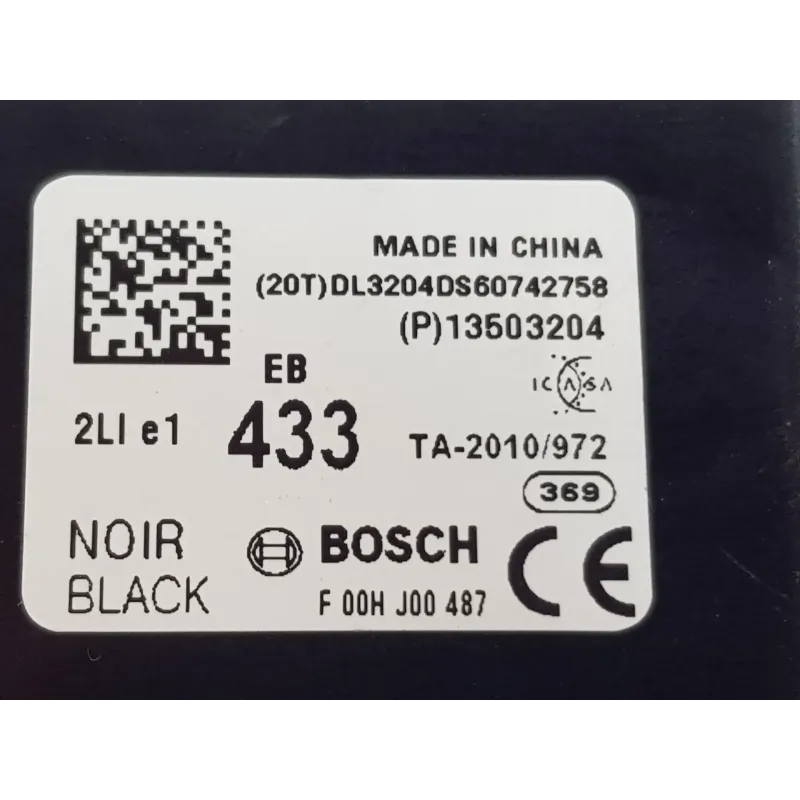 MADE IN CHINA
(20T)DL3204DS60742758
(P)13503204
EB
ICASA
2LI e1
433
TA-2010/972
369
NOIR
BLACK
BOSCH
CE
F 00H J00 487